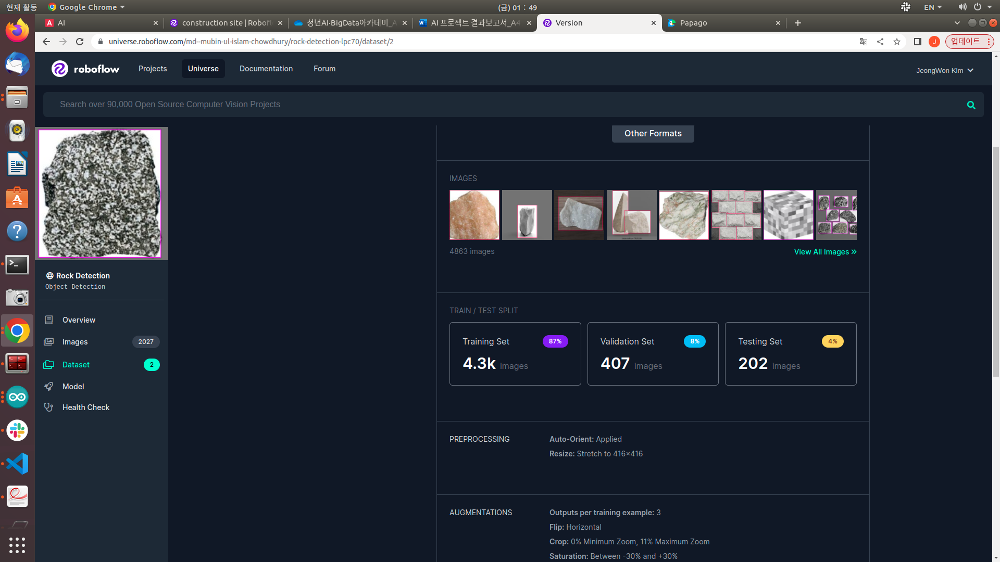 현재 활동
Google Chrome
(금) 01：49
EN
AI
construction site | Robofl
청년AI·BigData아카데미_A
AI 프로젝트 결과보고서_A4
Version
Papago
universe.roboflow.com/md--mubin-ul-islam-chowdhury/rock-detection-lpc70/dataset/2
J
업데이트
roboflow
Projects
Universe
Documentation
Forum
JeongWon Kim
Search over 90,000 Open Source Computer Vision Projects
Other Formats
IMAGES
4863 images
View All Images »
Rock Detection
Object Detection
Overview
Images 2027
Dataset 2
Model
Health Check
TRAIN / TEST SPLIT
Training Set 87%
4.3k images
Validation Set 8%
407 images
Testing Set 4%
202 images
PREPROCESSING
Auto-Orient: Applied
Resize: Stretch to 416×416
AUGMENTATIONS
Outputs per training example: 3
Flip: Horizontal
Crop: 0% Minimum Zoom, 11% Maximum Zoom
Saturation: Between -30% and +30%